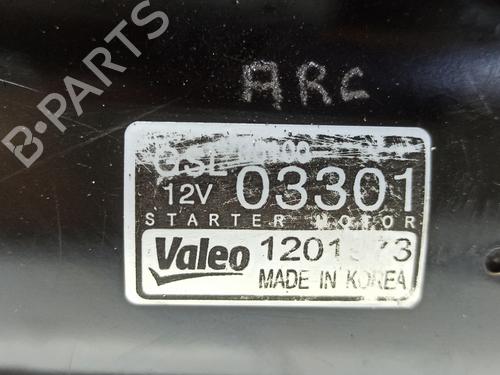 ARC
12V 03301
STARTER MOTOR
Valeo
MADE IN KOREA
B-PARTS